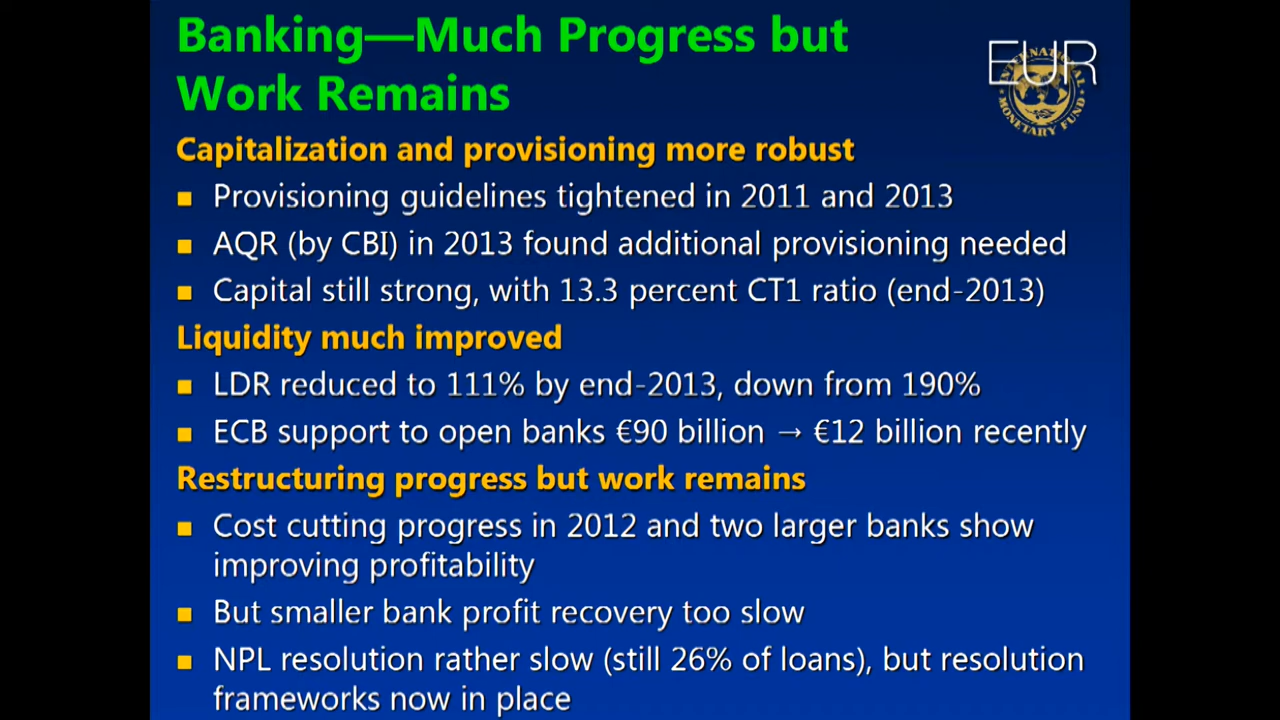 Banking—Much Progress but
Work Remains
EUR
INTERNATIONAL
MONETARY FUND
Capitalization and provisioning more robust
Provisioning guidelines tightened in 2011 and 2013
AQR (by CBI) in 2013 found additional provisioning needed
Capital still strong, with 13.3 percent CT1 ratio (end-2013)
Liquidity much improved
LDR reduced to 111% by end-2013, down from 190%
ECB support to open banks €90 billion → €12 billion recently
Restructuring progress but work remains
Cost cutting progress in 2012 and two larger banks show
improving profitability
But smaller bank profit recovery too slow
NPL resolution rather slow (still 26% of loans), but resolution
frameworks now in place